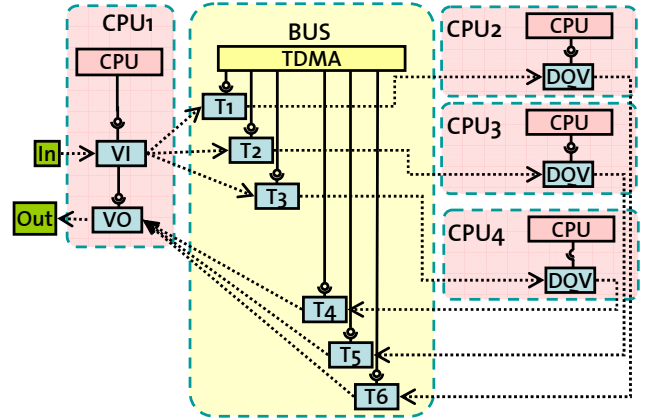 CPU1
CPU
In
VI
Out
VO
BUS
TDMA
T1
T2
T3
T4
T5
T6
CPU2
CPU
DQV
CPU3
CPU
DQV
CPU4
CPU
DQV